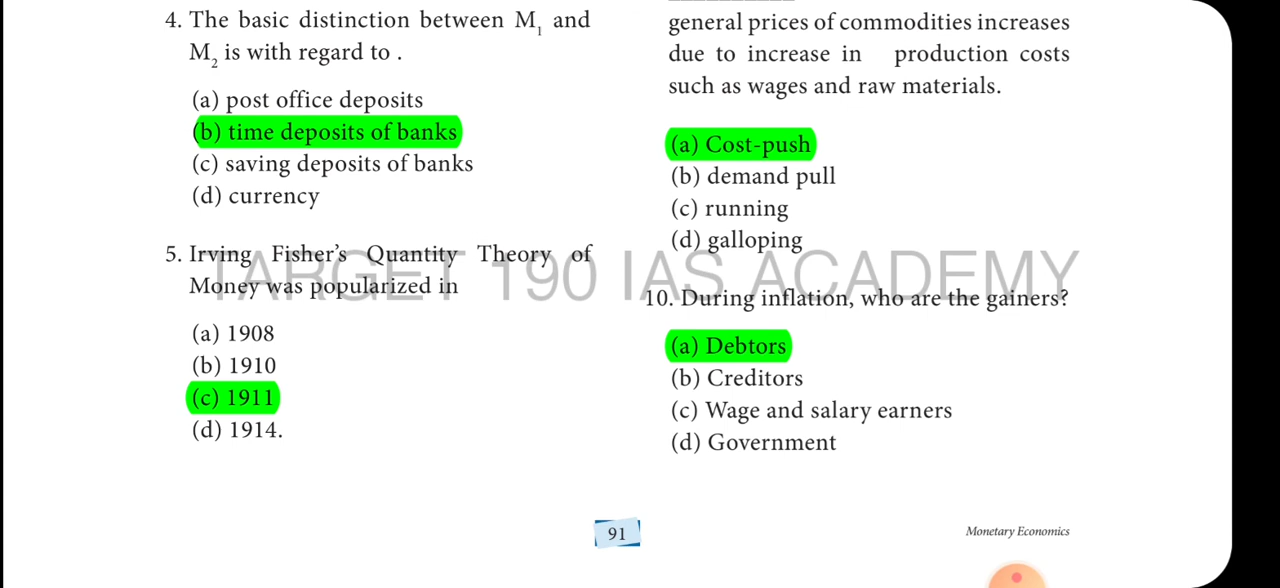 4. The basic distinction between M₁ and
M₂ is with regard to .
(a) post office deposits
(b) time deposits of banks
(c) saving deposits of banks
(d) currency
5. Irving Fisher’s Quantity Theory of
Money was popularized in
(a) 1908
(b) 1910
(c) 1911
(d) 1914.
general prices of commodities increases
due to increase in production costs
such as wages and raw materials.
(a) Cost-push
(b) demand pull
(c) running
(d) galloping
10. During inflation, who are the gainers?
(a) Debtors
(b) Creditors
(c) Wage and salary earners
(d) Government
TARGET 190 IAS ACADEMY
91
Monetary Economics